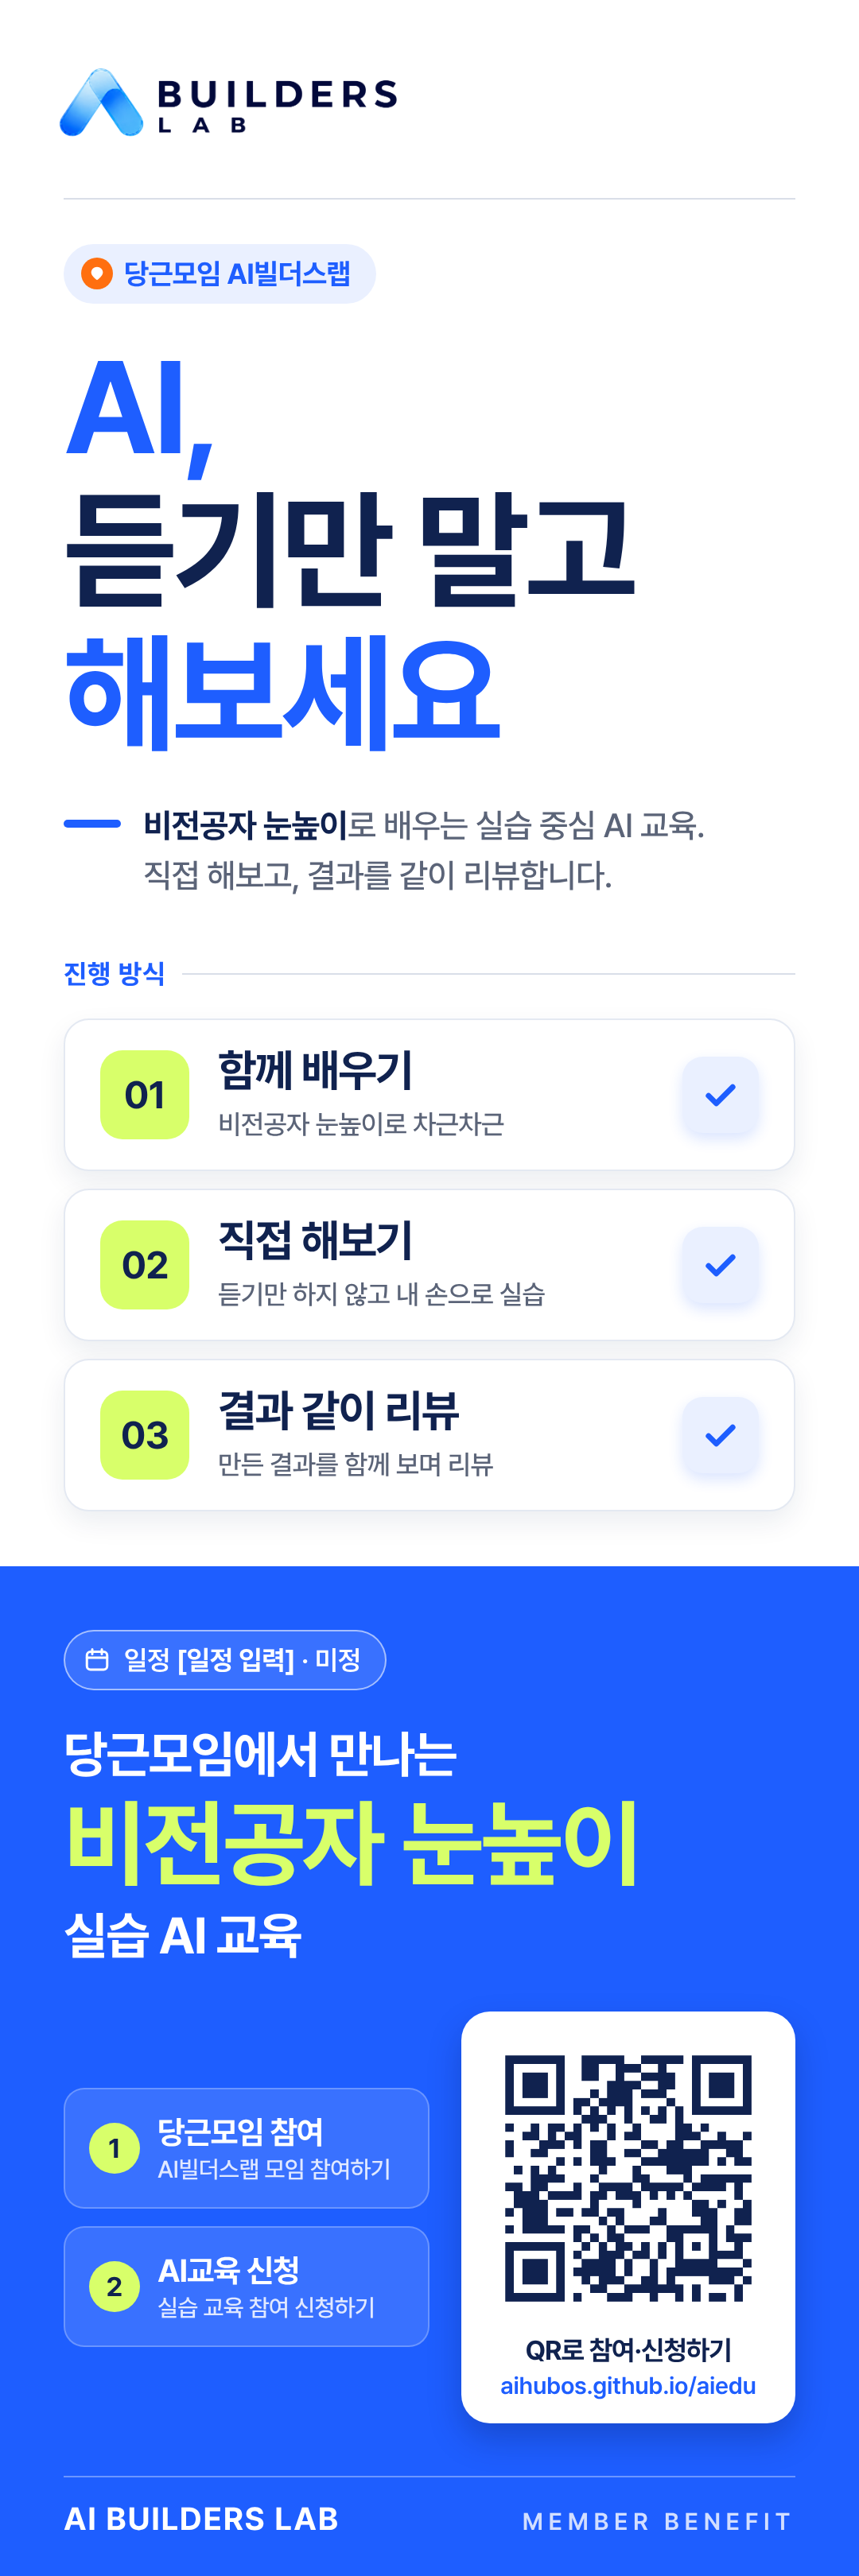 BUILDERS
LAB
당근모임 AI빌더스랩
AI,
듣기만 말고
해보세요
비전공자 눈높이로 배우는 실습 중심 AI 교육.
직접 해보고, 결과를 같이 리뷰합니다.
진행 방식
01
함께 배우기
비전공자 눈높이로 차근차근
02
직접 해보기
듣기만 하지 않고 내 손으로 실습
03
결과 같이 리뷰
만든 결과를 함께 보며 리뷰
일정 [일정 입력] · 미정
당근모임에서 만나는
비전공자 눈높이
실습 AI 교육
1
당근모임 참여
AI빌더스랩 모임 참여하기
2
AI교육 신청
실습 교육 참여 신청하기
QR로 참여·신청하기
aihubos.github.io/aiedu
AI BUILDERS LAB
MEMBER BENEFIT